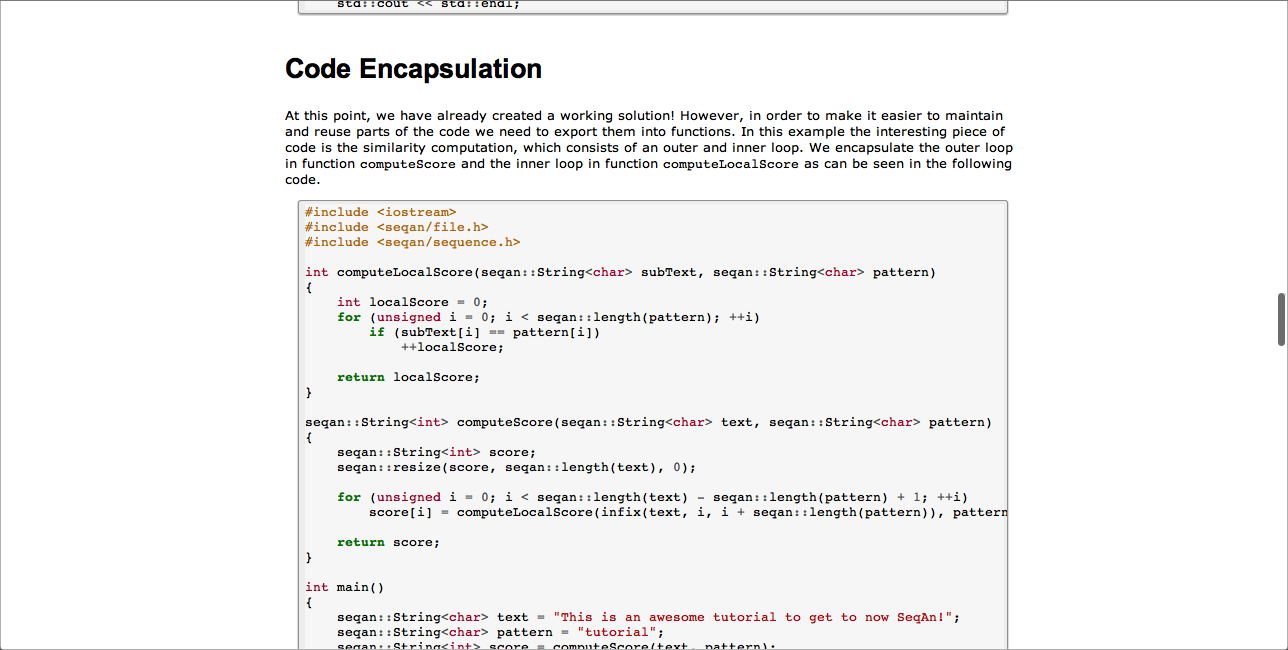 std::cout << std::endl;
Code Encapsulation
At this point, we have already created a working solution! However, in order to make it easier to maintain
and reuse parts of the code we need to export them into functions. In this example the interesting piece of
code is the similarity computation, which consists of an outer and inner loop. We encapsulate the outer loop
in function computeScore and the inner loop in function computeLocalScore as can be seen in the following
code.
#include <iostream>
#include <seqan/file.h>
#include <seqan/sequence.h>
int computeLocalScore(seqan::String<char> subText, seqan::String<char> pattern)
{
    int localScore = 0;
    for (unsigned i = 0; i < seqan::length(pattern); ++i)
        if (subText[i] == pattern[i])
            ++localScore;
    return localScore;
}
seqan::String<int> computeScore(seqan::String<char> text, seqan::String<char> pattern)
{
    seqan::String<int> score;
    seqan::resize(score, seqan::length(text), 0);
    for (unsigned i = 0; i < seqan::length(text) - seqan::length(pattern) + 1; ++i)
        score[i] = computeLocalScore(infix(text, i, i + seqan::length(pattern)), pattern
    return score;
}
int main()
{
    seqan::String<char> text = "This is an awesome tutorial to get to now SeqAn!";
    seqan::String<char> pattern = "tutorial";
    seqan::String<int> score = computeScore(text, pattern);